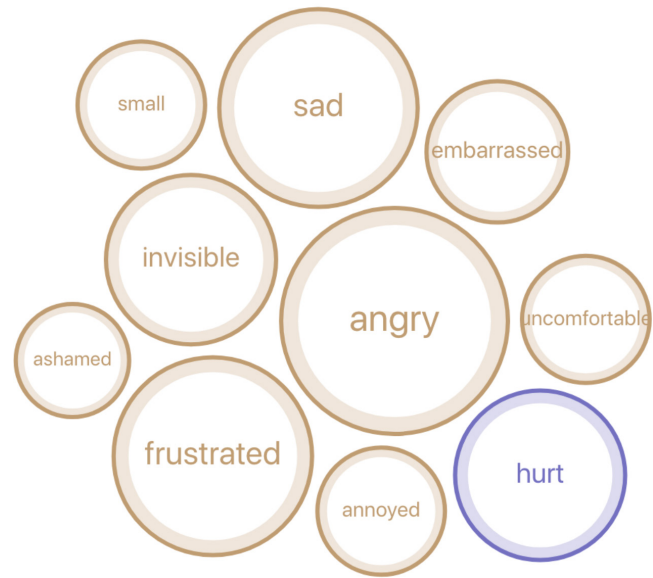 small
sad
embarrassed
invisible
angry
uncomfortable
ashamed
frustrated
hurt
annoyed